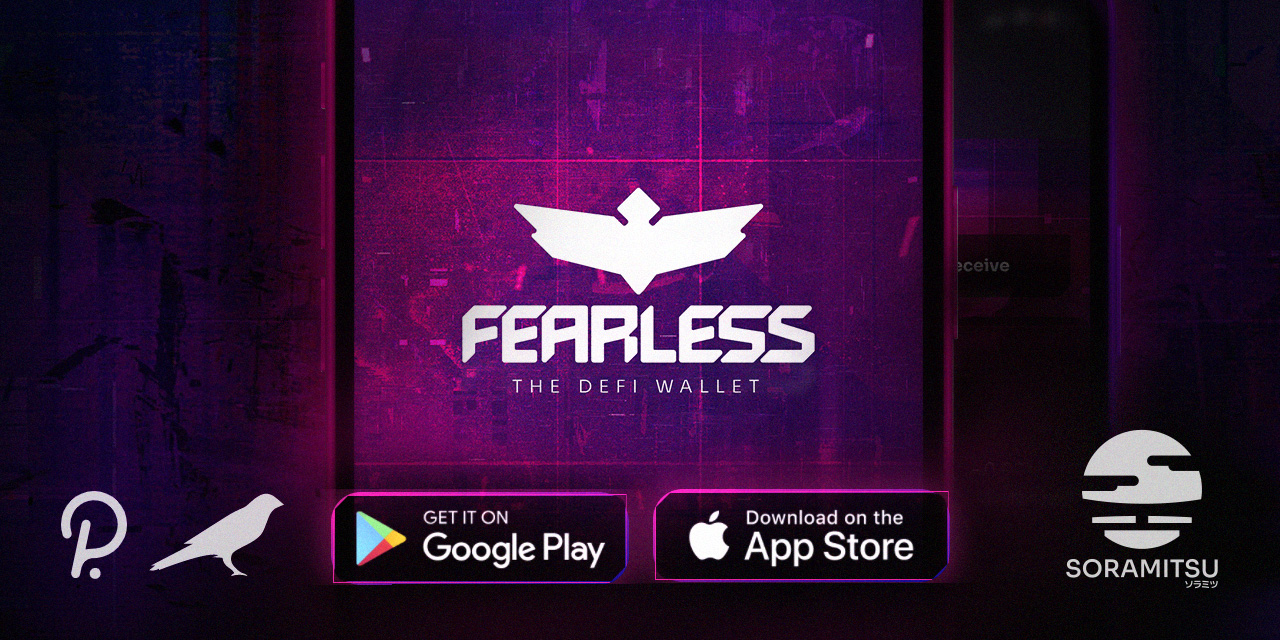 FEARLESS
THE DEFI WALLET
eceive
GET IT ON
Google Play
Download on the
App Store
SORAMITSU
ソラミツ